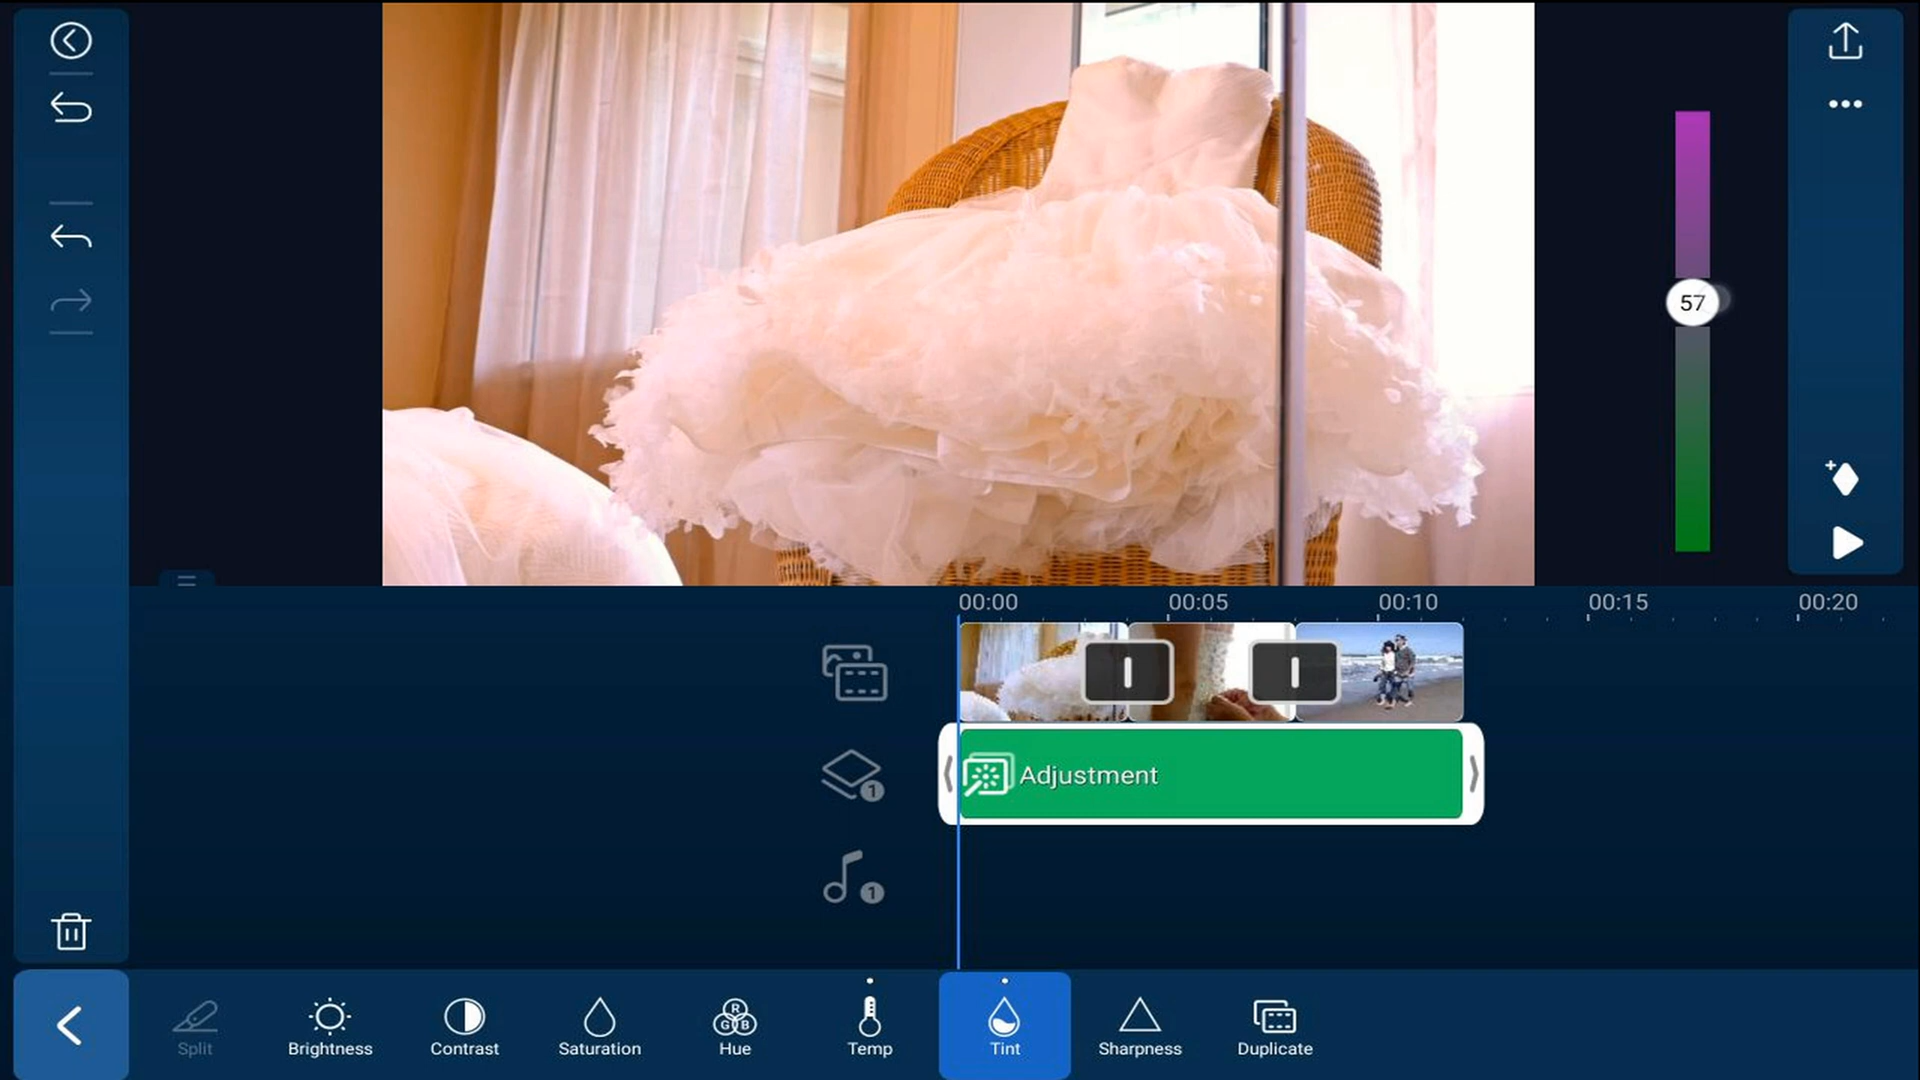 57
00:00 00:05 00:10 00:15 00:20
Adjustment
1
1
Split Brightness Contrast Saturation R G B Hue Temp Tint Sharpness Duplicate